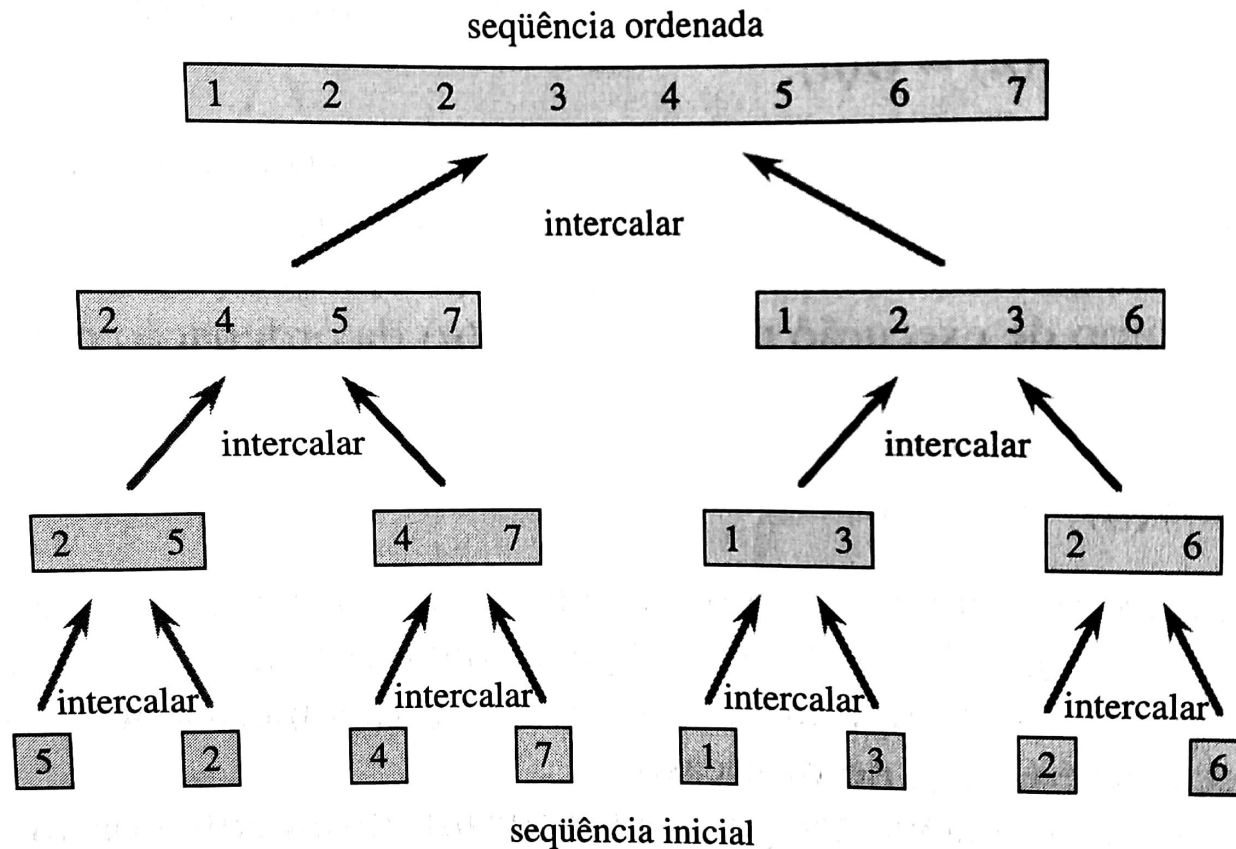 seqüência ordenada
1 2 2 3 4 5 6 7
intercalar
2 4 5 7
1 2 3 6
intercalar
intercalar
2 5
4 7
1 3
2 6
intercalar
intercalar
intercalar
intercalar
5 2 4 7 1 3 2 6
seqüência inicial